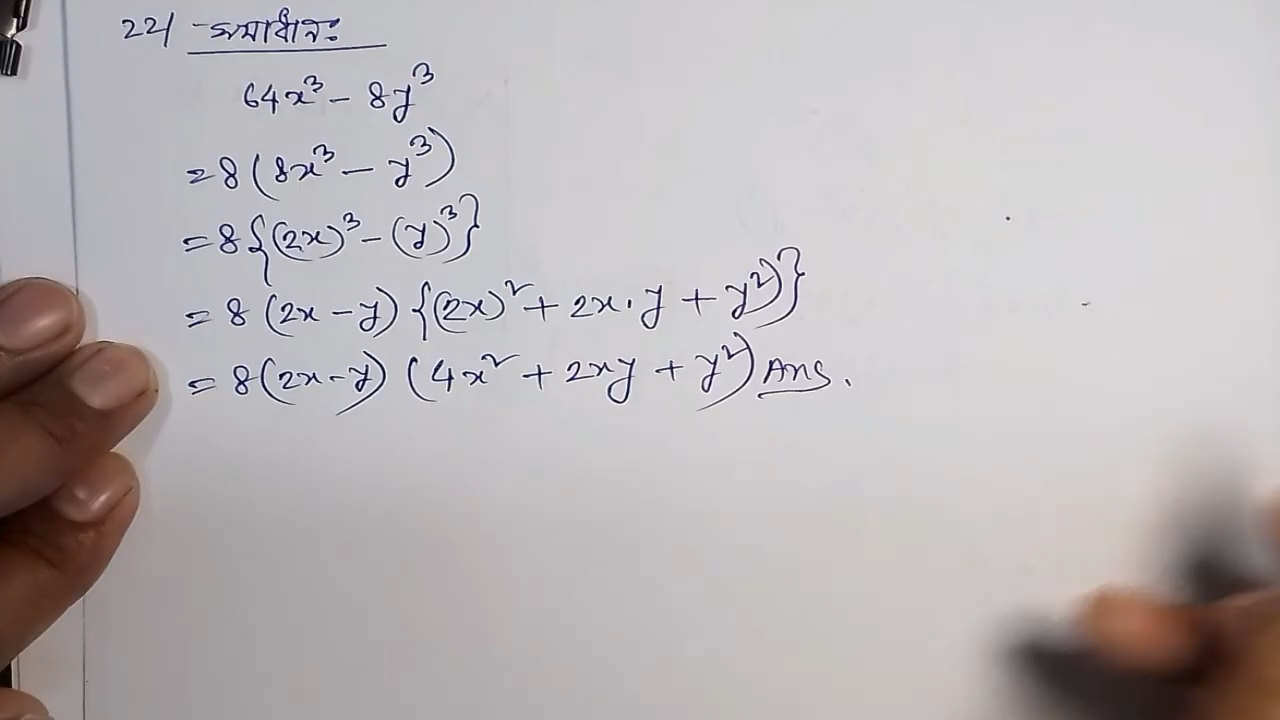 22। সমাধান:
64x³ - 8y³
= 8 (8x³ - y³)
= 8 {(2x)³ - (y)³}
= 8 (2x - y) {(2x)² + 2x . y + y²)}
= 8 (2x - y) (4x² + 2xy + y²) Ans.